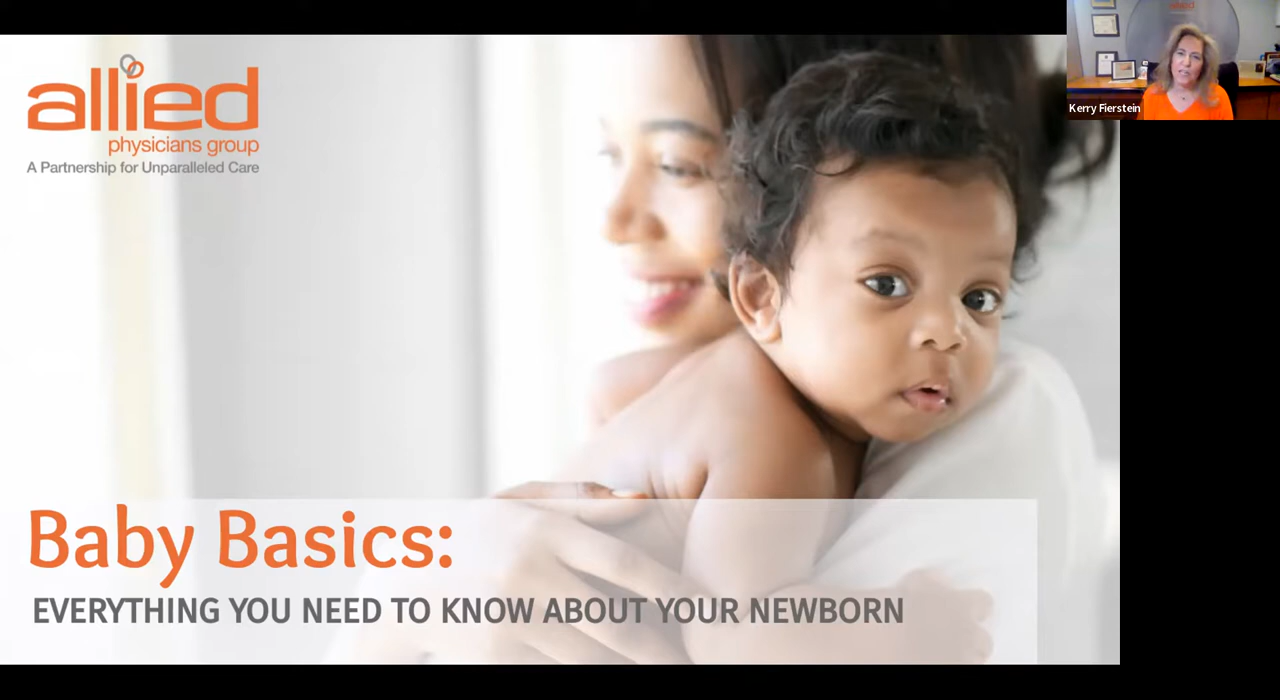 allied
physicians group
A Partnership for Unparalleled Care
Kerry Fierstein
Baby Basics:
EVERYTHING YOU NEED TO KNOW ABOUT YOUR NEWBORN